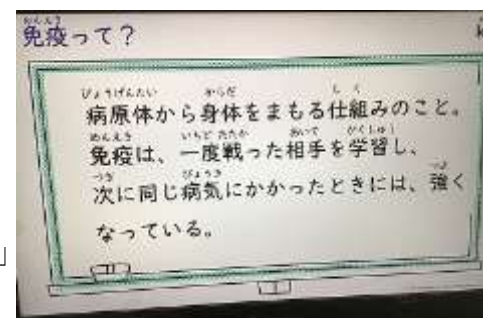 免疫って？
病原体から身体をまもる仕組みのこと。
免疫は、一度戦った相手を学習し、
次に同じ病気にかかったときには、強く
なっている。
」